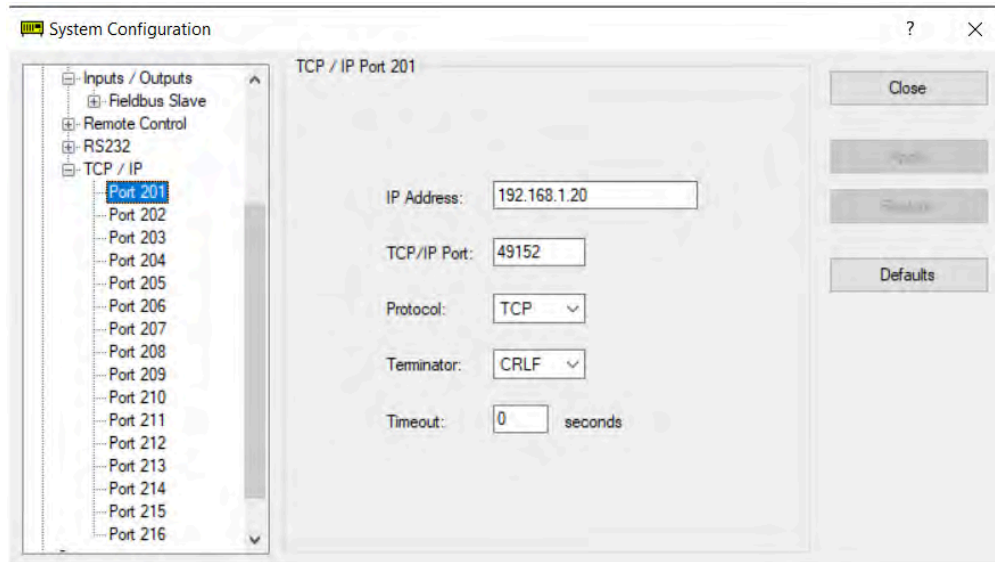 System Configuration
?
Inputs / Outputs
Fieldbus Slave
Remote Control
RS232
TCP / IP
Port 201
Port 202
Port 203
Port 204
Port 205
Port 206
Port 207
Port 208
Port 209
Port 210
Port 211
Port 212
Port 213
Port 214
Port 215
Port 216
TCP / IP Port 201
IP Address: 192.168.1.20
TCP/IP Port: 49152
Protocol: TCP
Terminator: CRLF
Timeout: 0 seconds
Close
Defaults